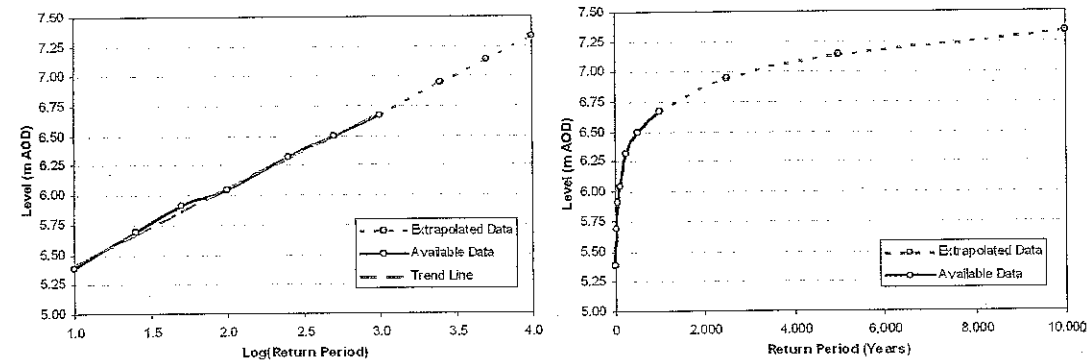 7.50
7.25
7.00
6.75
6.50
6.25
6.00
5.75
5.50
5.25
5.00
Level (m AOD)
1.0 1.5 2.0 2.5 3.0 3.5 4.0
Log(Return Period)
Extrapolated Data
Available Data
Trend Line
7.50
7.25
7.00
6.75
6.50
6.25
6.00
5.75
5.50
5.25
5.00
Level (m AOD)
0 2.000 4.000 6.000 8.000 10.000
Return Period (Years)
Extrapolated Data
Available Data